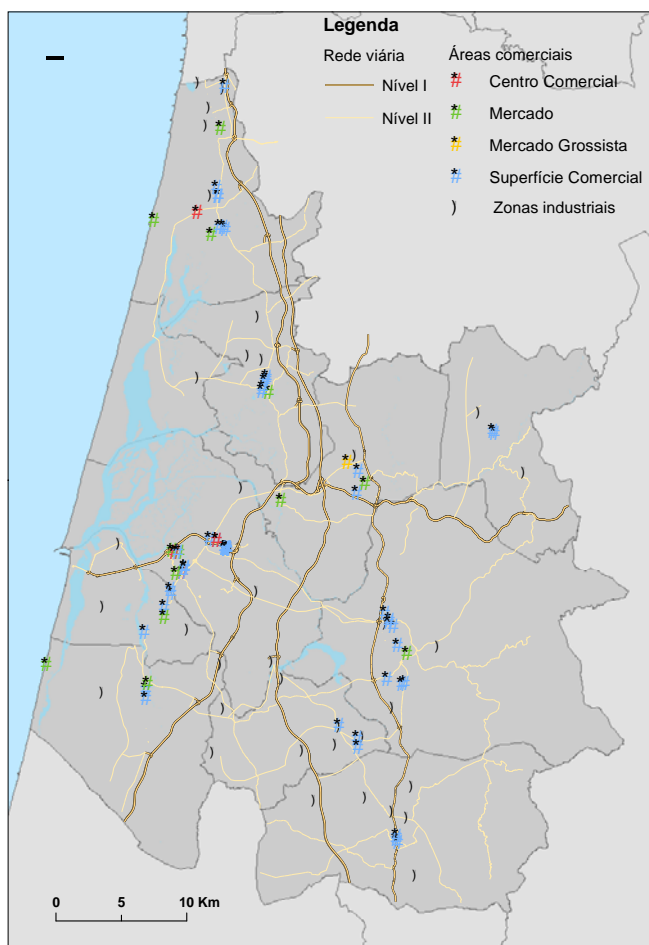 Legenda
Rede viária
Nível I
Nível II
Áreas comerciais
Centro Comercial
Mercado
Mercado Grossista
Superfície Comercial
Zonas industriais
0 5 10 Km